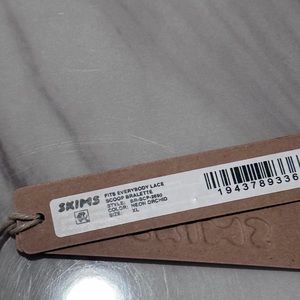 SKIMS
FITS EVERYBODY LACE
SCOOP BRALETTE
STYLE: BR-SCP-2650
COLOR: NEON ORCHID
SIZE: XL
1943789336